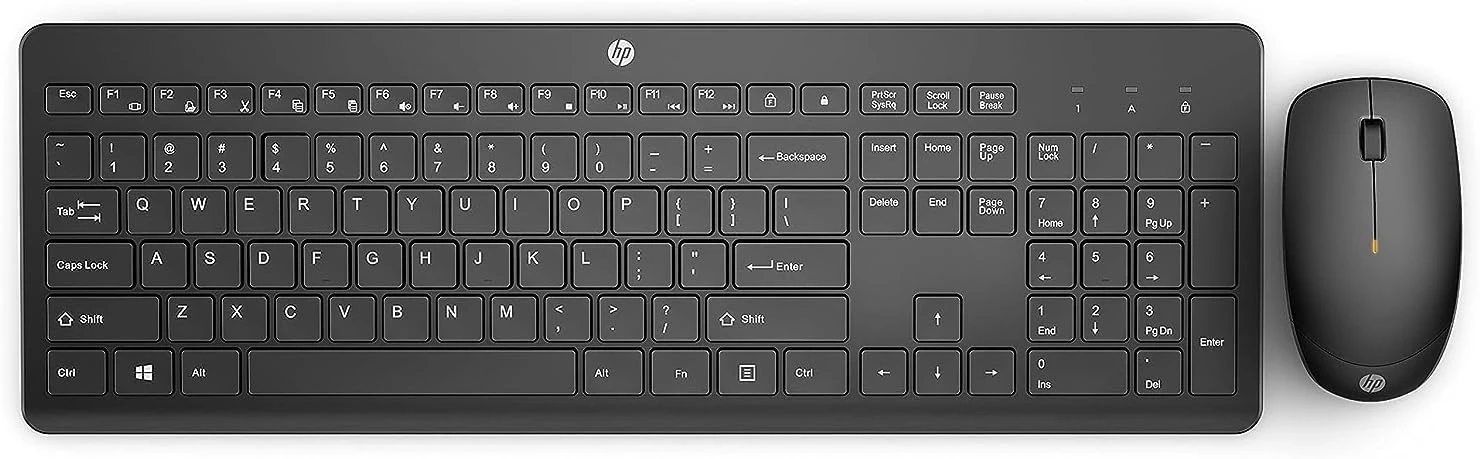 hp
Esc F1 F2 F3 F4 F5 F6 F7 F8 F9 F10 F11 F12 PrtScr Scroll Pause
SysRq Lock Break
1 A
~ ! @ # $ % ^ & * ( ) _ + Backspace Insert Home Page Num / * -
` 1 2 3 4 5 6 7 8 9 0 - = Up Lock
Tab Q W E R T Y U I O P { } | Delete End Page 7 8 9 +
[ ] \ Down Home Pg Up
Caps Lock A S D F G H J K L : " Enter 4 5 6
; '
Shift Z X C V B N M < > ? Shift 1 2 3
, . / End Pg Dn
Enter
Ctrl Alt Alt Fn Ctrl 0 .
Ins Del
hp